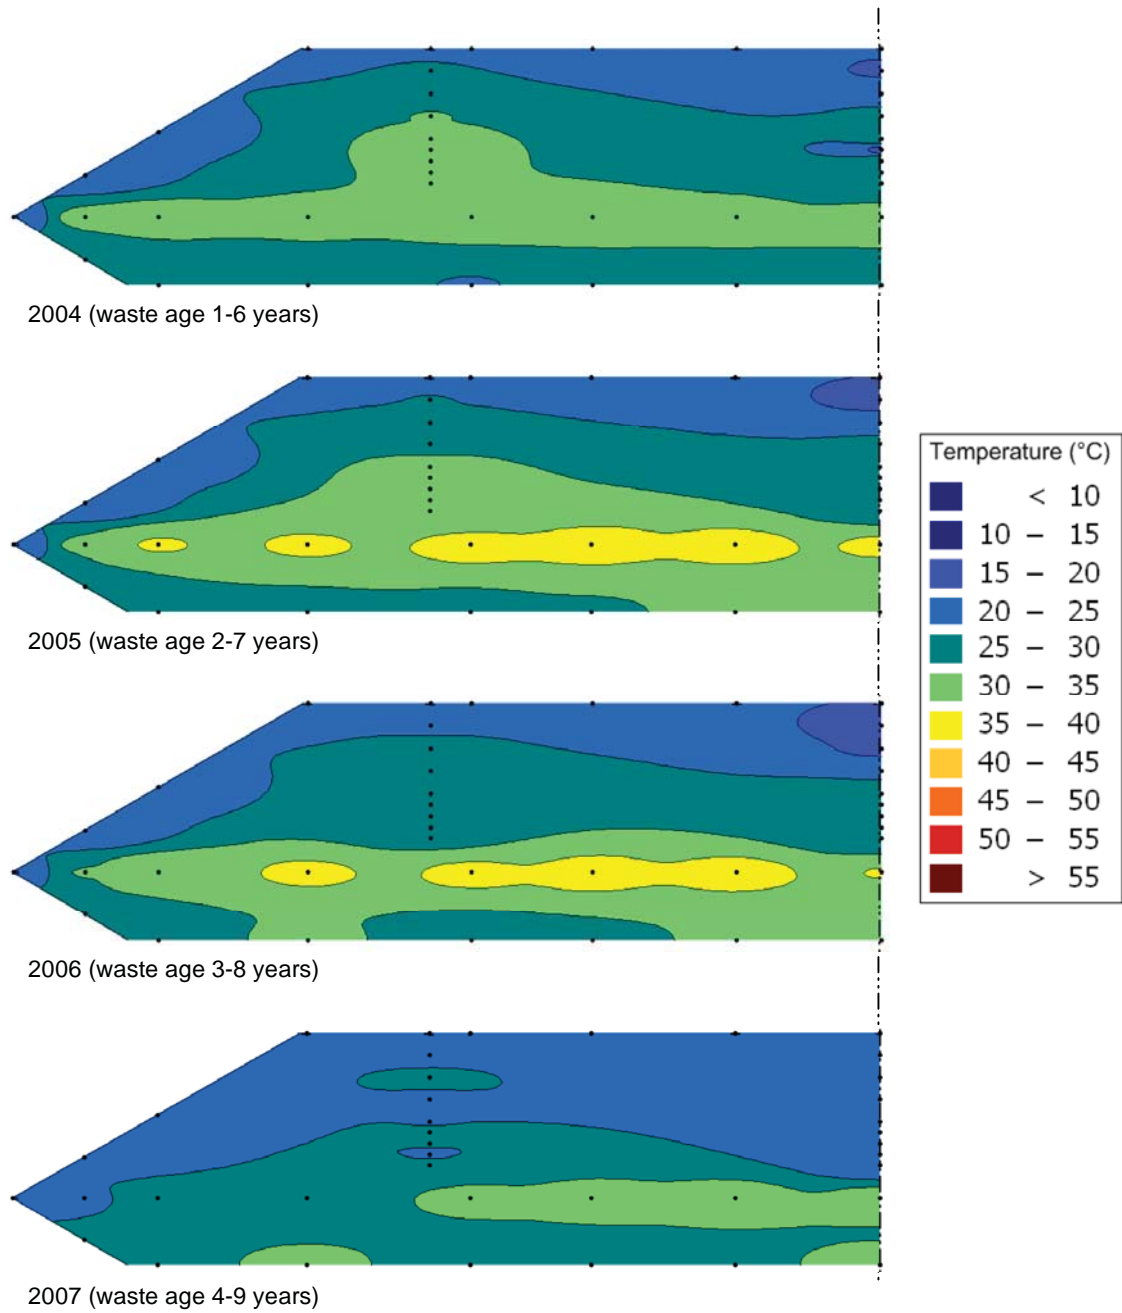 2004 (waste age 1-6 years)
2005 (waste age 2-7 years)
Temperature (°C)
< 10
10 – 15
15 – 20
20 – 25
25 – 30
30 – 35
35 – 40
40 – 45
45 – 50
50 – 55
> 55
2006 (waste age 3-8 years)
2007 (waste age 4-9 years)